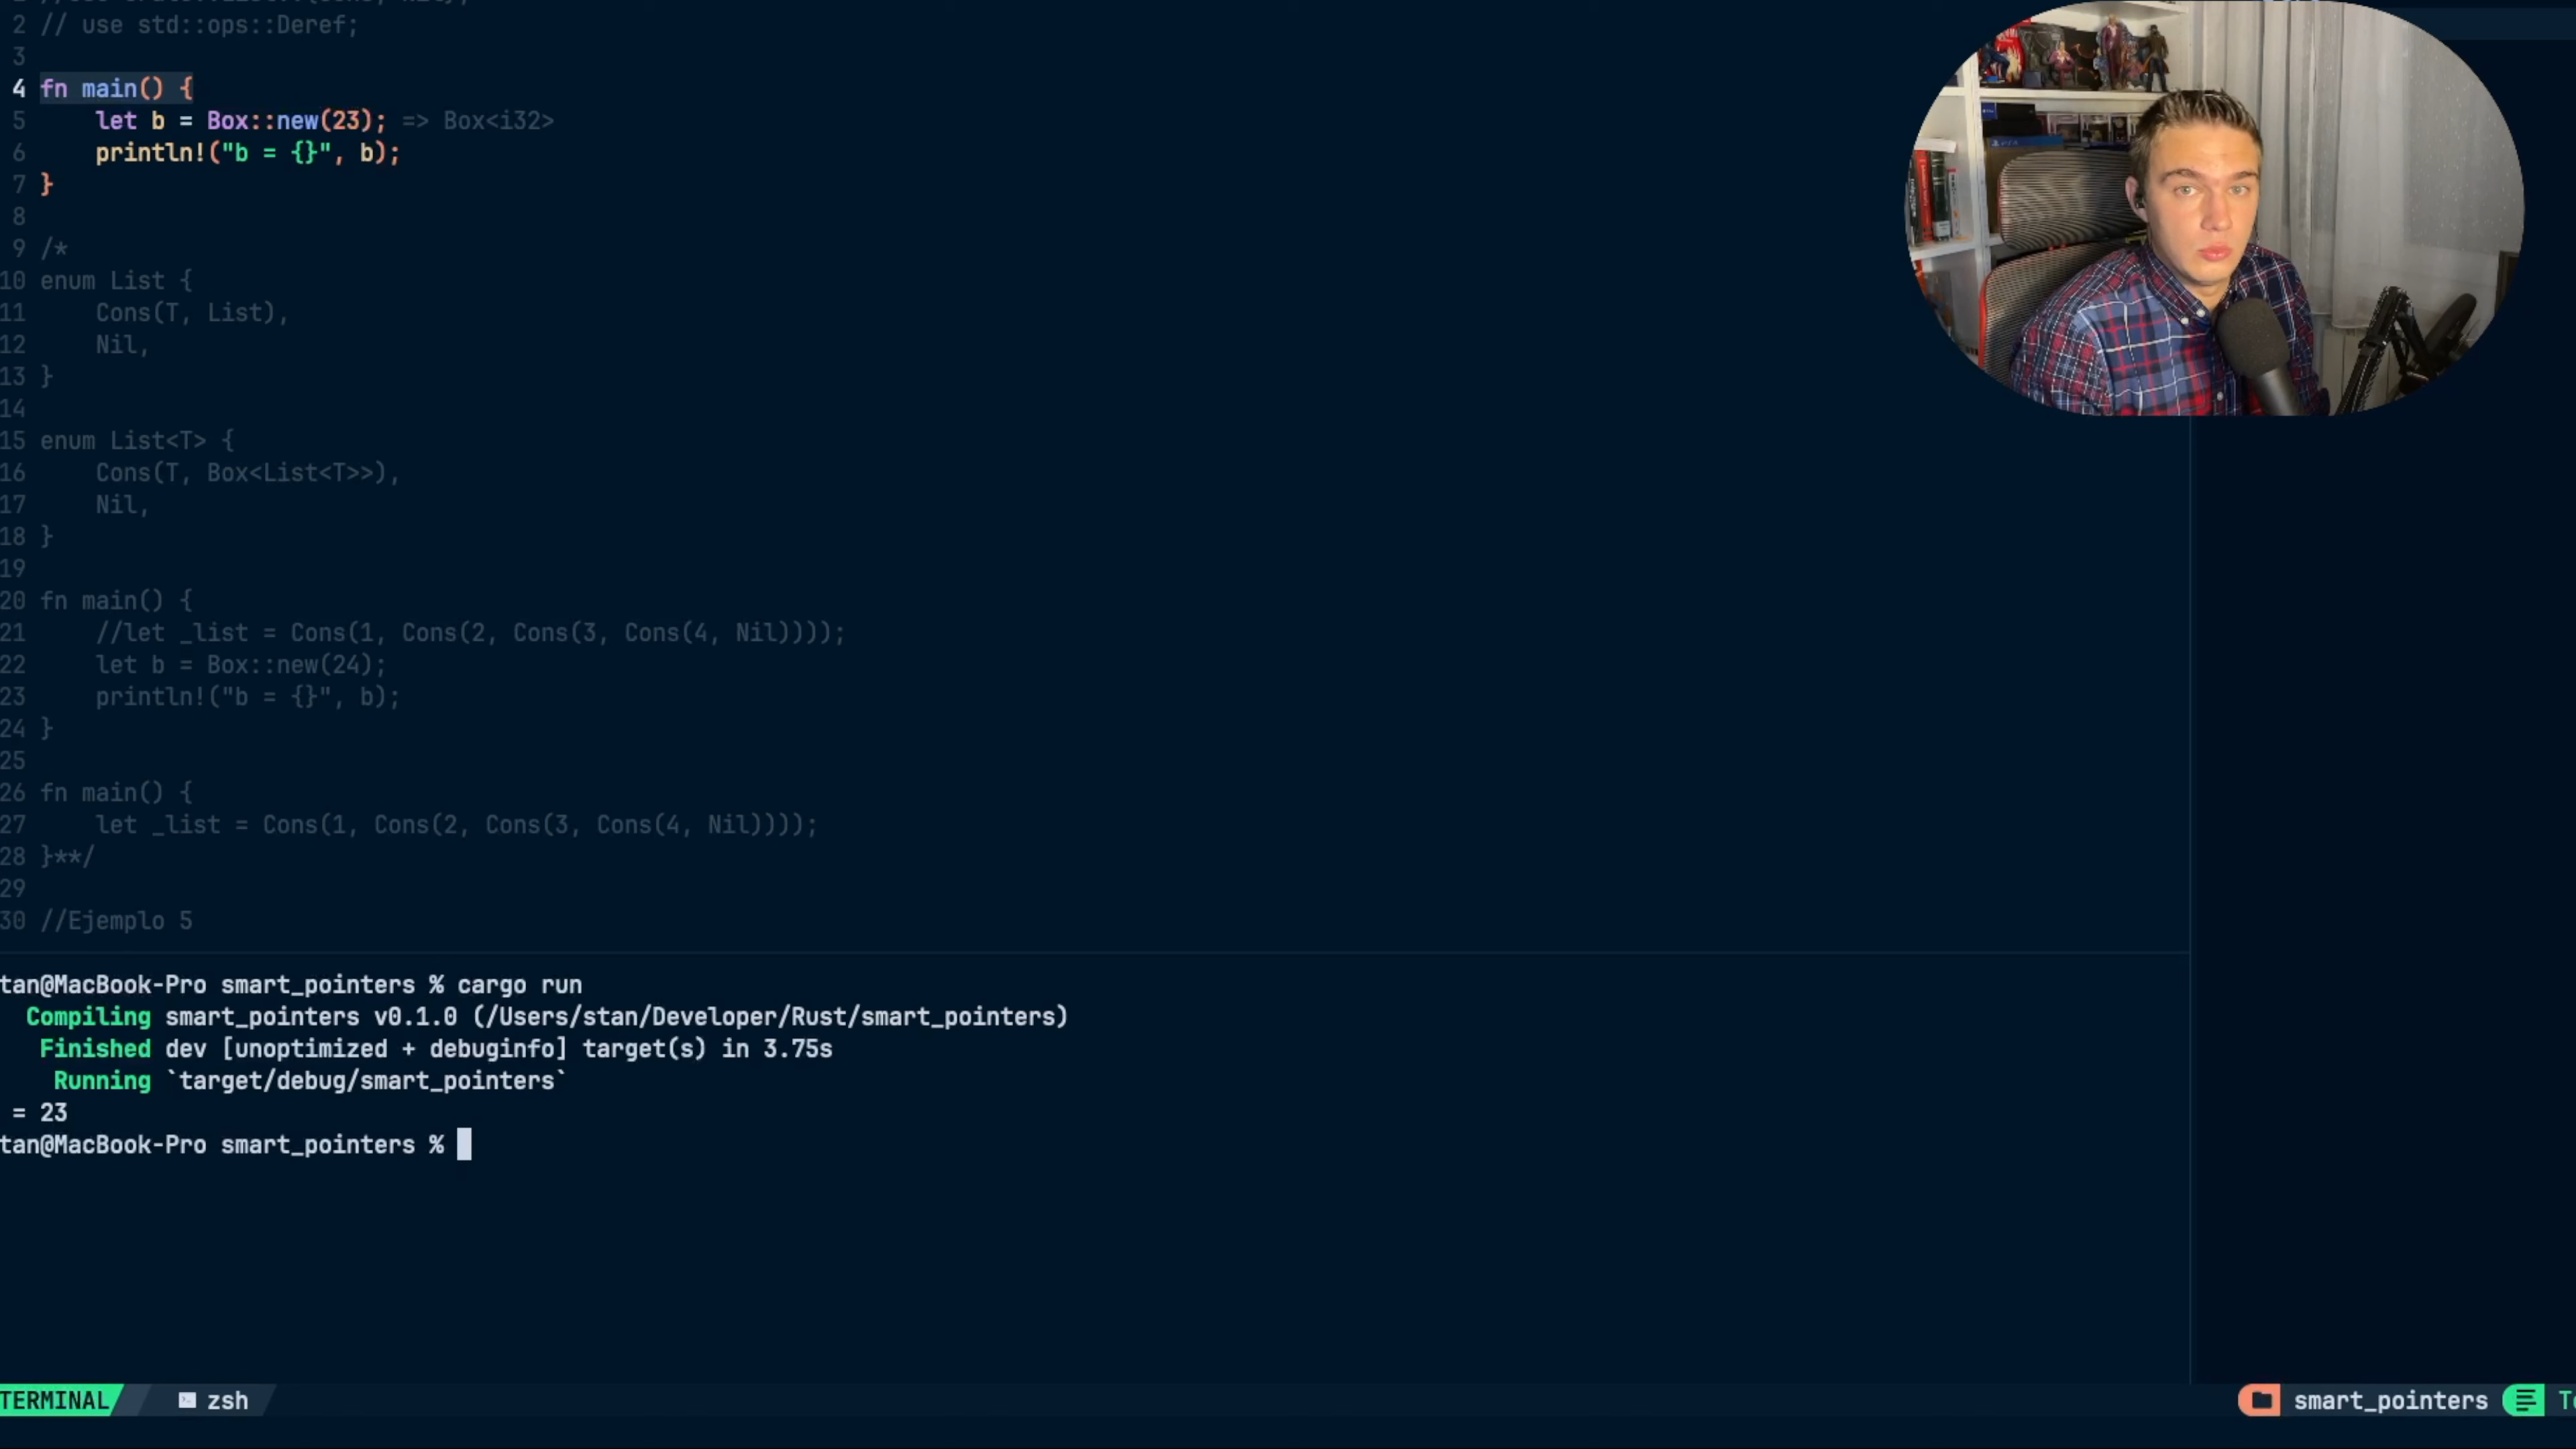 2 // use std::ops::Deref;
3
4 fn main() {
5 let b = Box::new(23); => Box<i32>
6 println!("b = {}", b);
7 }
8
9 /*
10 enum List {
11 Cons(T, List),
12 Nil,
13 }
14
15 enum List<T> {
16 Cons(T, Box<List<T>>),
17 Nil,
18 }
19
20 fn main() {
21 //let _list = Cons(1, Cons(2, Cons(3, Cons(4, Nil))));
22 let b = Box::new(24);
23 println!("b = {}", b);
24 }
25
26 fn main() {
27 let _list = Cons(1, Cons(2, Cons(3, Cons(4, Nil))));
28 }**/
29
30 //Ejemplo 5
tan@MacBook-Pro smart_pointers % cargo run
Compiling smart_pointers v0.1.0 (/Users/stan/Developer/Rust/smart_pointers)
Finished dev [unoptimized + debuginfo] target(s) in 3.75s
Running `target/debug/smart_pointers`
= 23
tan@MacBook-Pro smart_pointers %
TERMINAL zsh smart_pointers